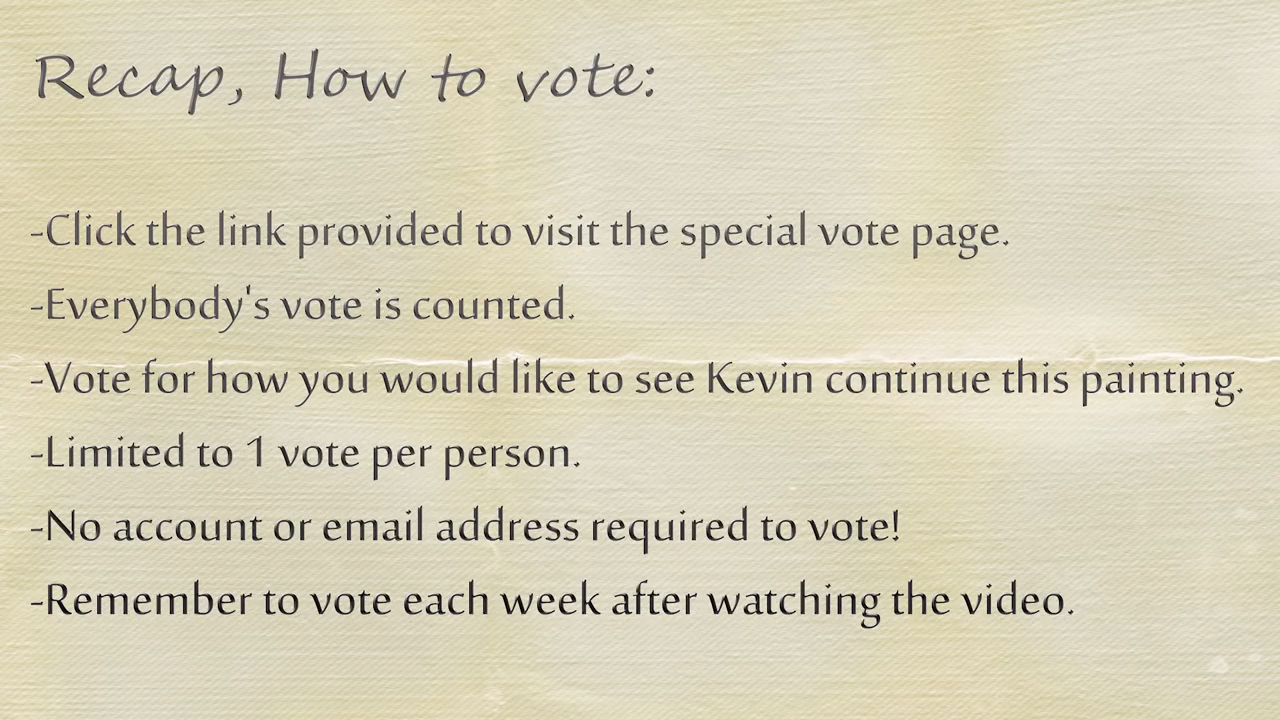 Recap, How to vote:
-Click the link provided to visit the special vote page.
-Everybody's vote is counted.
-Vote for how you would like to see Kevin continue this painting.
-Limited to 1 vote per person.
-No account or email address required to vote!
-Remember to vote each week after watching the video.